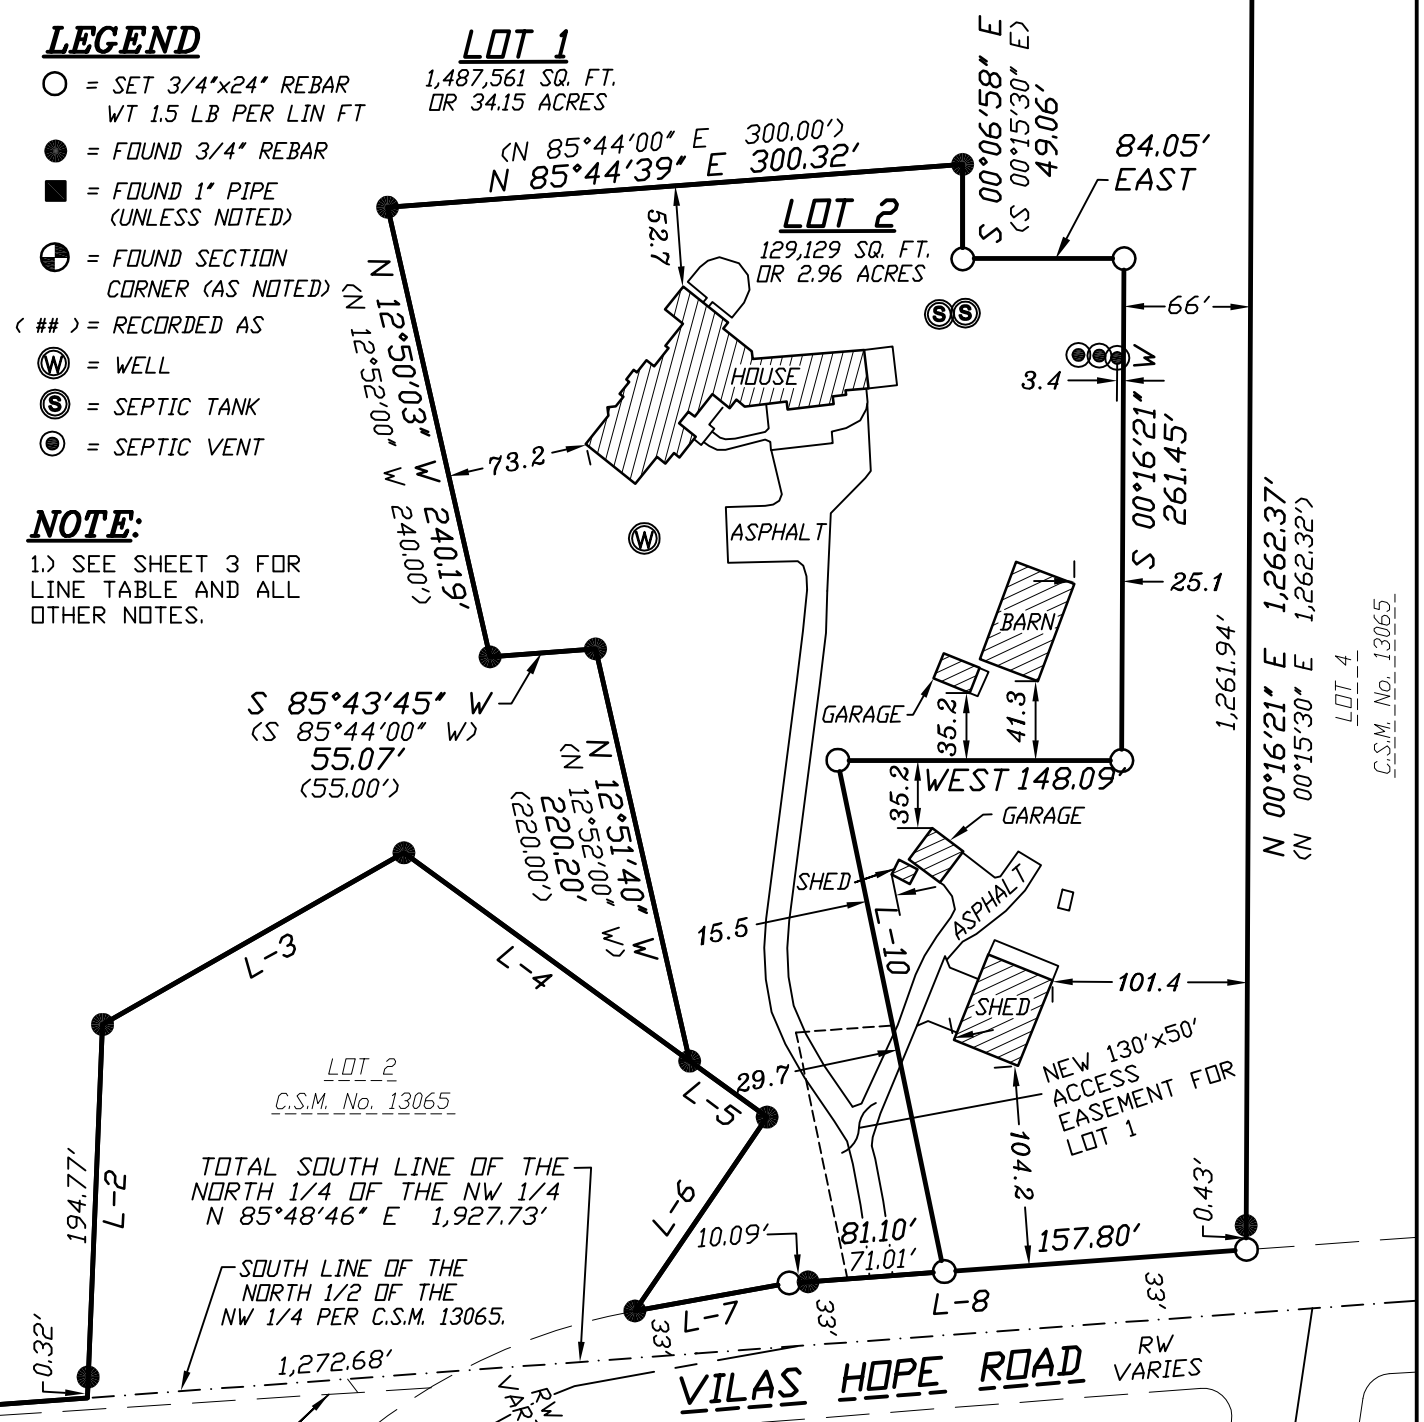 LEGEND
= SET 3/4"x24" REBAR
WT 1.5 LB PER LIN FT
= FOUND 3/4" REBAR
= FOUND 1" PIPE
(UNLESS NOTED)
= FOUND SECTION
CORNER (AS NOTED)
( ## ) = RECORDED AS
W = WELL
S = SEPTIC TANK
= SEPTIC VENT
NOTE:
1.) SEE SHEET 3 FOR
LINE TABLE AND ALL
OTHER NOTES.
LOT 1
1,487,561 SQ. FT.
OR 34.15 ACRES
(N 85°44'00" E 300.00')
N 85°44'39" E 300.32'
S 00°06'58" E
(S 00°15'30" E)
49.06'
84.05'
EAST
LOT 2
129,129 SQ. FT.
OR 2.96 ACRES
52.7
S S
66'
3.4
HOUSE
N 12°50'03" W 240.19'
(N 12°52'00" W 240.00')
73.2
W
ASPHALT
S 00°16'21" W
261.45'
25.1
BARN
GARAGE
35.2
41.3
WEST 148.09'
35.2
GARAGE
SHED
ASPHALT
15.5
L-10
SHED
101.4
29.7
NEW 130'x50'
ACCESS
EASEMENT FOR
LOT 1
104.2
1,261.94'
N 00°16'21" E 1,262.37'
(N 00°15'30" E 1,262.32')
LOT 4
C.S.M. No. 13065
S 85°43'45" W
(S 85°44'00" W)
55.07'
(55.00')
N 12°51'40" W
(N 12°52'00" W)
220.20'
(220.00')
L-3
L-4
L-5
L-6
LOT 2
C.S.M. No. 13065
194.77'
L-2
TOTAL SOUTH LINE OF THE
NORTH 1/4 OF THE NW 1/4
N 85°48'46" E 1,927.73'
SOUTH LINE OF THE
NORTH 1/2 OF THE
NW 1/4 PER C.S.M. 13065.
0.32'
1,272.68'
10.09'
81.10'
71.01'
157.80'
0.43'
L-7
L-8
33'
33'
33'
VILAS HOPE ROAD
RW
VARIES
RW